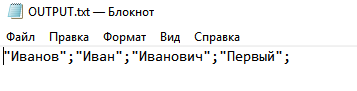 OUTPUT.txt — Блокнот
Файл Правка Формат Вид Справка
"Иванов";"Иван";"Иванович";"Первый";